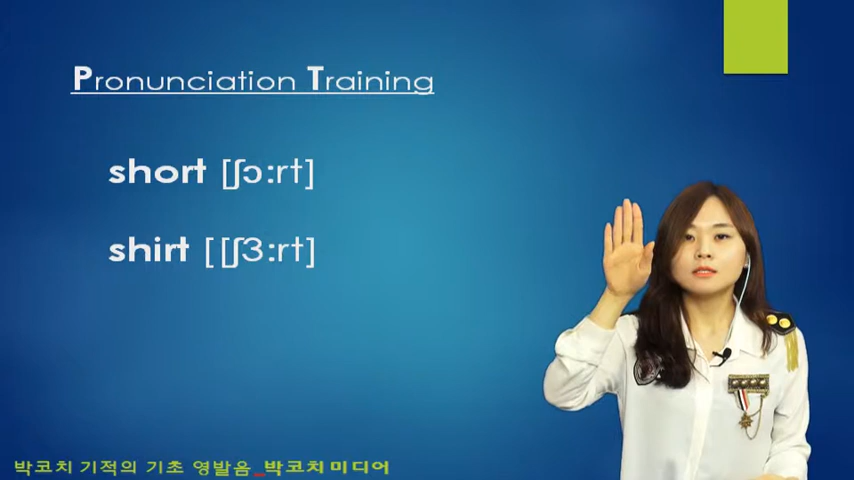 Pronunciation Training
short [ʃɔ:rt]
shirt [ [ʃ3:rt]
박코치 기적의 기초 영발음_박코치미디어